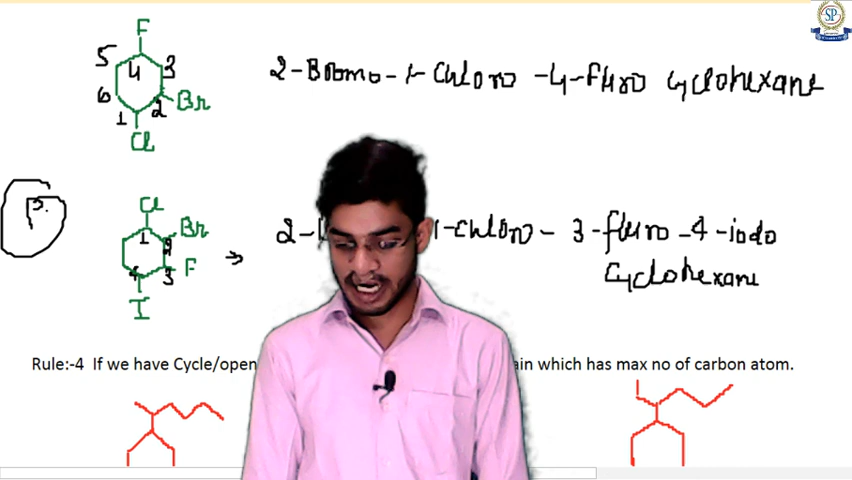 SP
F
5 4 3
2-Bromo-1-Chloro-4-Fluro Cyclohexane
6 2 Br
1
Cl
P.
Cl
1 Br
2
4 3 F
I
→ 2- 1-Chloro-3-fluro-4-iodo
Cyclohexane
Rule:-4 If we have Cycle/open ain which has max no of carbon atom.